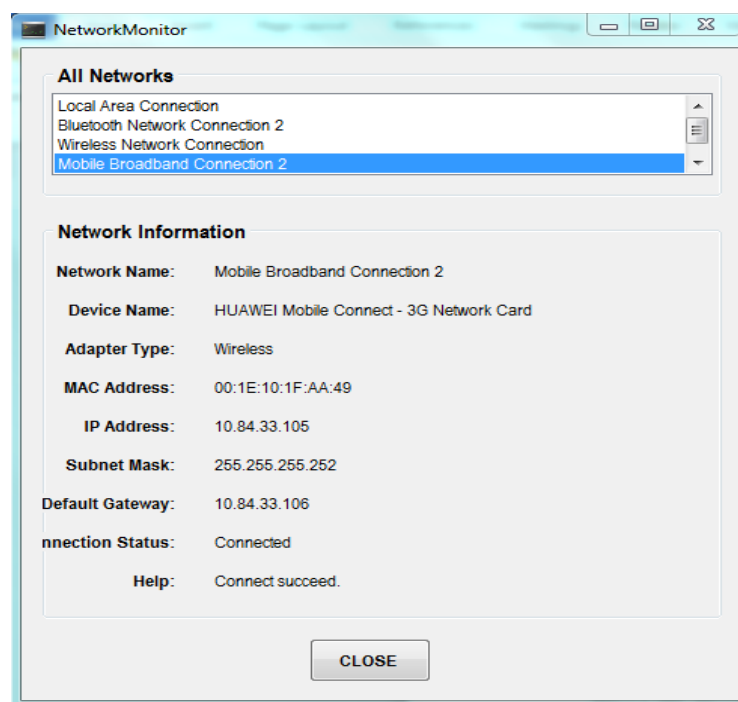 NetworkMonitor
All Networks
Local Area Connection
Bluetooth Network Connection 2
Wireless Network Connection
Mobile Broadband Connection 2
Network Information
Network Name: Mobile Broadband Connection 2
Device Name: HUAWEI Mobile Connect - 3G Network Card
Adapter Type: Wireless
MAC Address: 00:1E:10:1F:AA:49
IP Address: 10.84.33.105
Subnet Mask: 255.255.255.252
Default Gateway: 10.84.33.106
nnection Status: Connected
Help: Connect succeed.
CLOSE